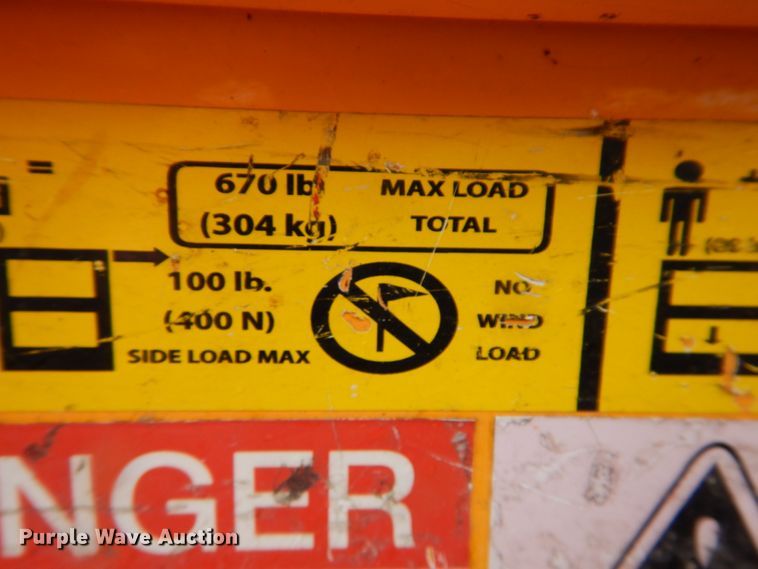 =
670 lb
(304 kg)
MAX LOAD
TOTAL
100 lb.
(400 N)
SIDE LOAD MAX
NO
WIND
LOAD
NGER
Purple Wave Auction